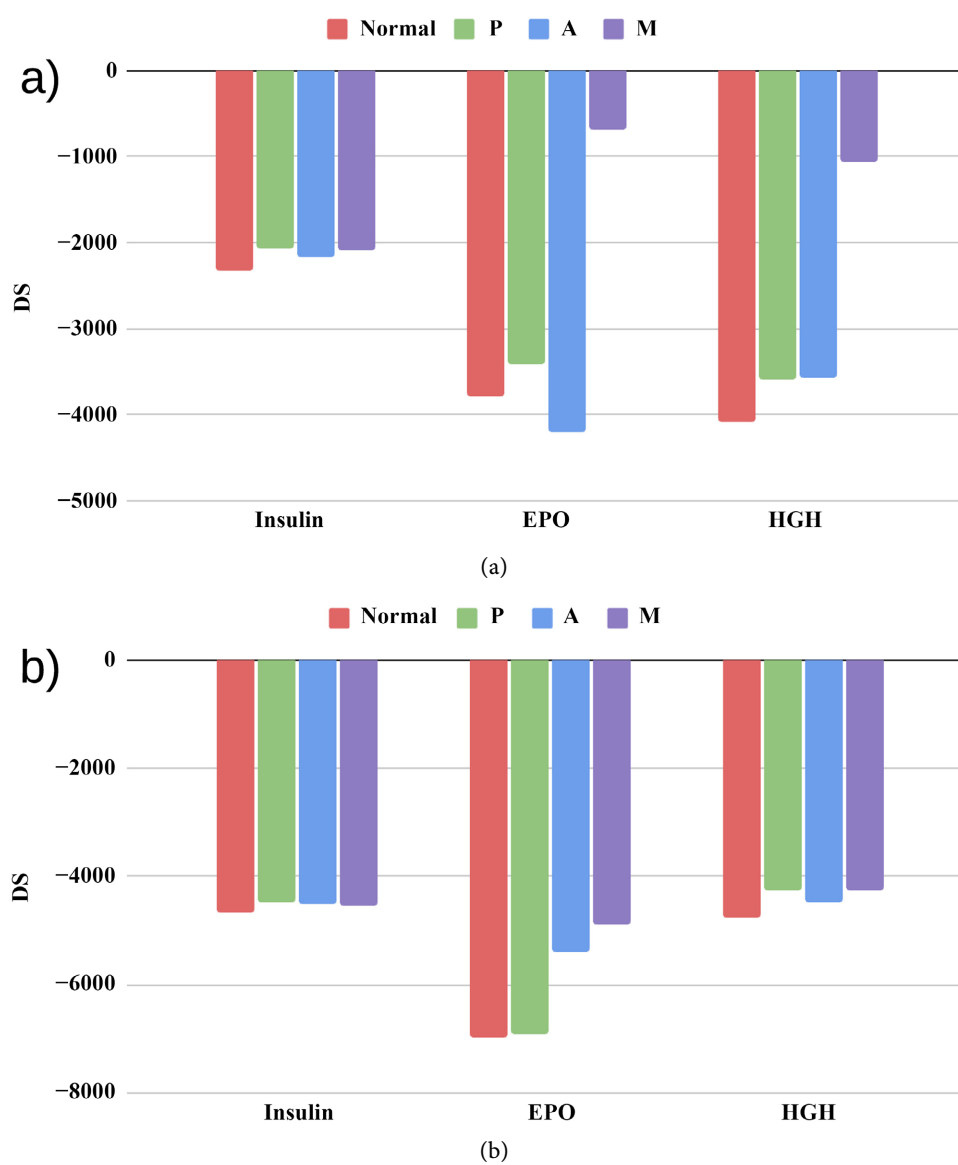 Normal P A M
a)
0
−1000
−2000
−3000
−4000
−5000
DS
Insulin EPO HGH
(a)
Normal P A M
b)
0
−2000
−4000
−6000
−8000
DS
Insulin EPO HGH
(b)